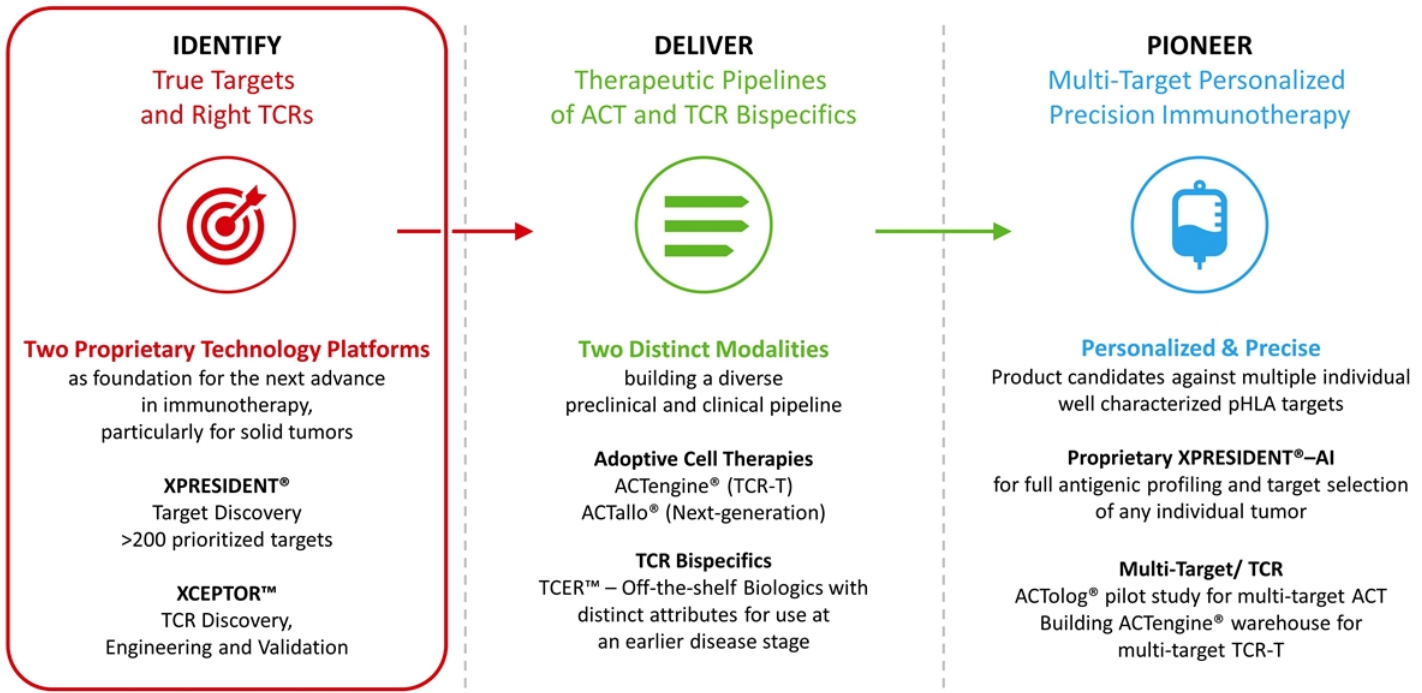 IDENTIFY
True Targets
and Right TCRs
Two Proprietary Technology Platforms
as foundation for the next advance
in immunotherapy,
particularly for solid tumors
XPRESIDENT®
Target Discovery
>200 prioritized targets
XCEPTOR™
TCR Discovery,
Engineering and Validation
DELIVER
Therapeutic Pipelines
of ACT and TCR Bispecifics
Two Distinct Modalities
building a diverse
preclinical and clinical pipeline
Adoptive Cell Therapies
ACTengine® (TCR-T)
ACTallo® (Next-generation)
TCR Bispecifics
TCER™ – Off-the-shelf Biologics with
distinct attributes for use at
an earlier disease stage
PIONEER
Multi-Target Personalized
Precision Immunotherapy
Personalized & Precise
Product candidates against multiple individual
well characterized pHLA targets
Proprietary XPRESIDENT®–AI
for full antigenic profiling and target selection
of any individual tumor
Multi-Target/ TCR
ACTolog® pilot study for multi-target ACT
Building ACTengine® warehouse for
multi-target TCR-T